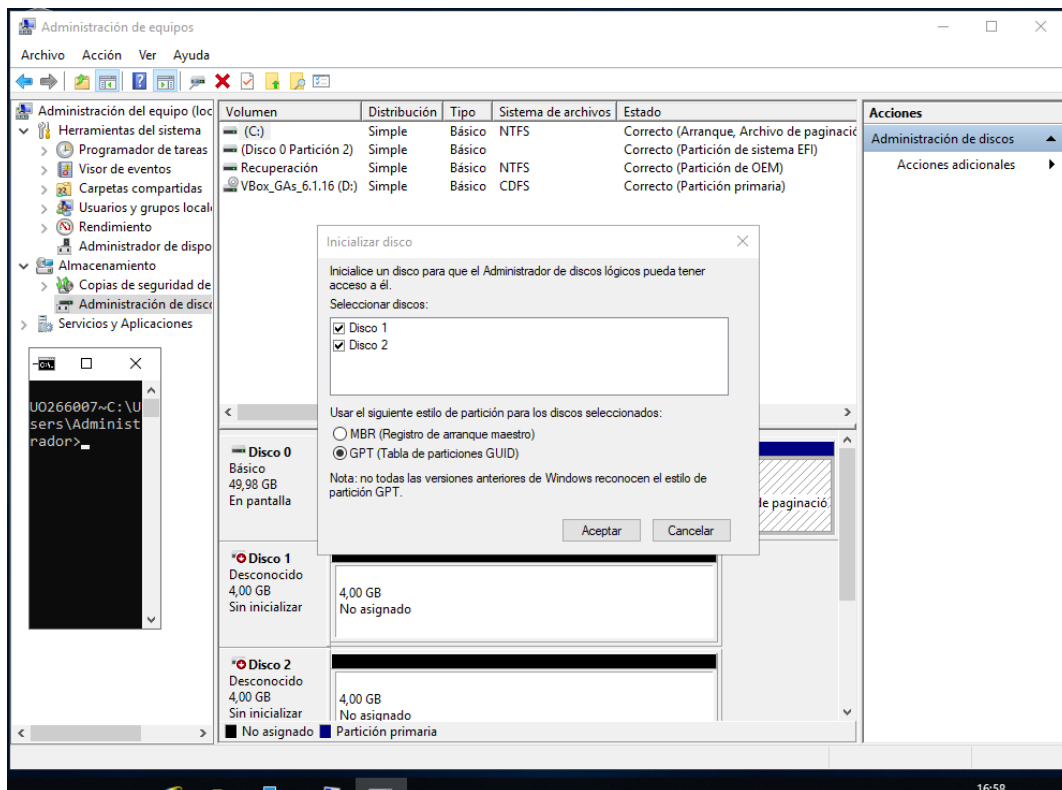 Administración de equipos
Archivo Acción Ver Ayuda
Administración del equipo (loc
Herramientas del sistema
Programador de tareas
Visor de eventos
Carpetas compartidas
Usuarios y grupos local
Rendimiento
Administrador de dispo
Almacenamiento
Copias de seguridad de
Administración de disc
Servicios y Aplicaciones
Volumen Distribución Tipo Sistema de archivos Estado
(C:) Simple Básico NTFS Correcto (Arranque, Archivo de paginació
(Disco 0 Partición 2) Simple Básico Correcto (Partición de sistema EFI)
Recuperación Simple Básico NTFS Correcto (Partición de OEM)
VBox_GAs_6.1.16 (D:) Simple Básico CDFS Correcto (Partición primaria)
Acciones
Administración de discos
Acciones adicionales
Inicializar disco
Inicialice un disco para que el Administrador de discos lógicos pueda tener
acceso a él.
Seleccionar discos:
Disco 1
Disco 2
Usar el siguiente estilo de partición para los discos seleccionados:
MBR (Registro de arranque maestro)
GPT (Tabla de particiones GUID)
Nota: no todas las versiones anteriores de Windows reconocen el estilo de
partición GPT.
Aceptar Cancelar
C:\.
UO266007~C:\U
sers\Administ
rador>
Disco 0
Básico
49,98 GB
En pantalla
de paginació
Disco 1
Desconocido
4,00 GB
Sin inicializar
4,00 GB
No asignado
Disco 2
Desconocido
4,00 GB
Sin inicializar
4,00 GB
No asignado
No asignado Partición primaria
16:58